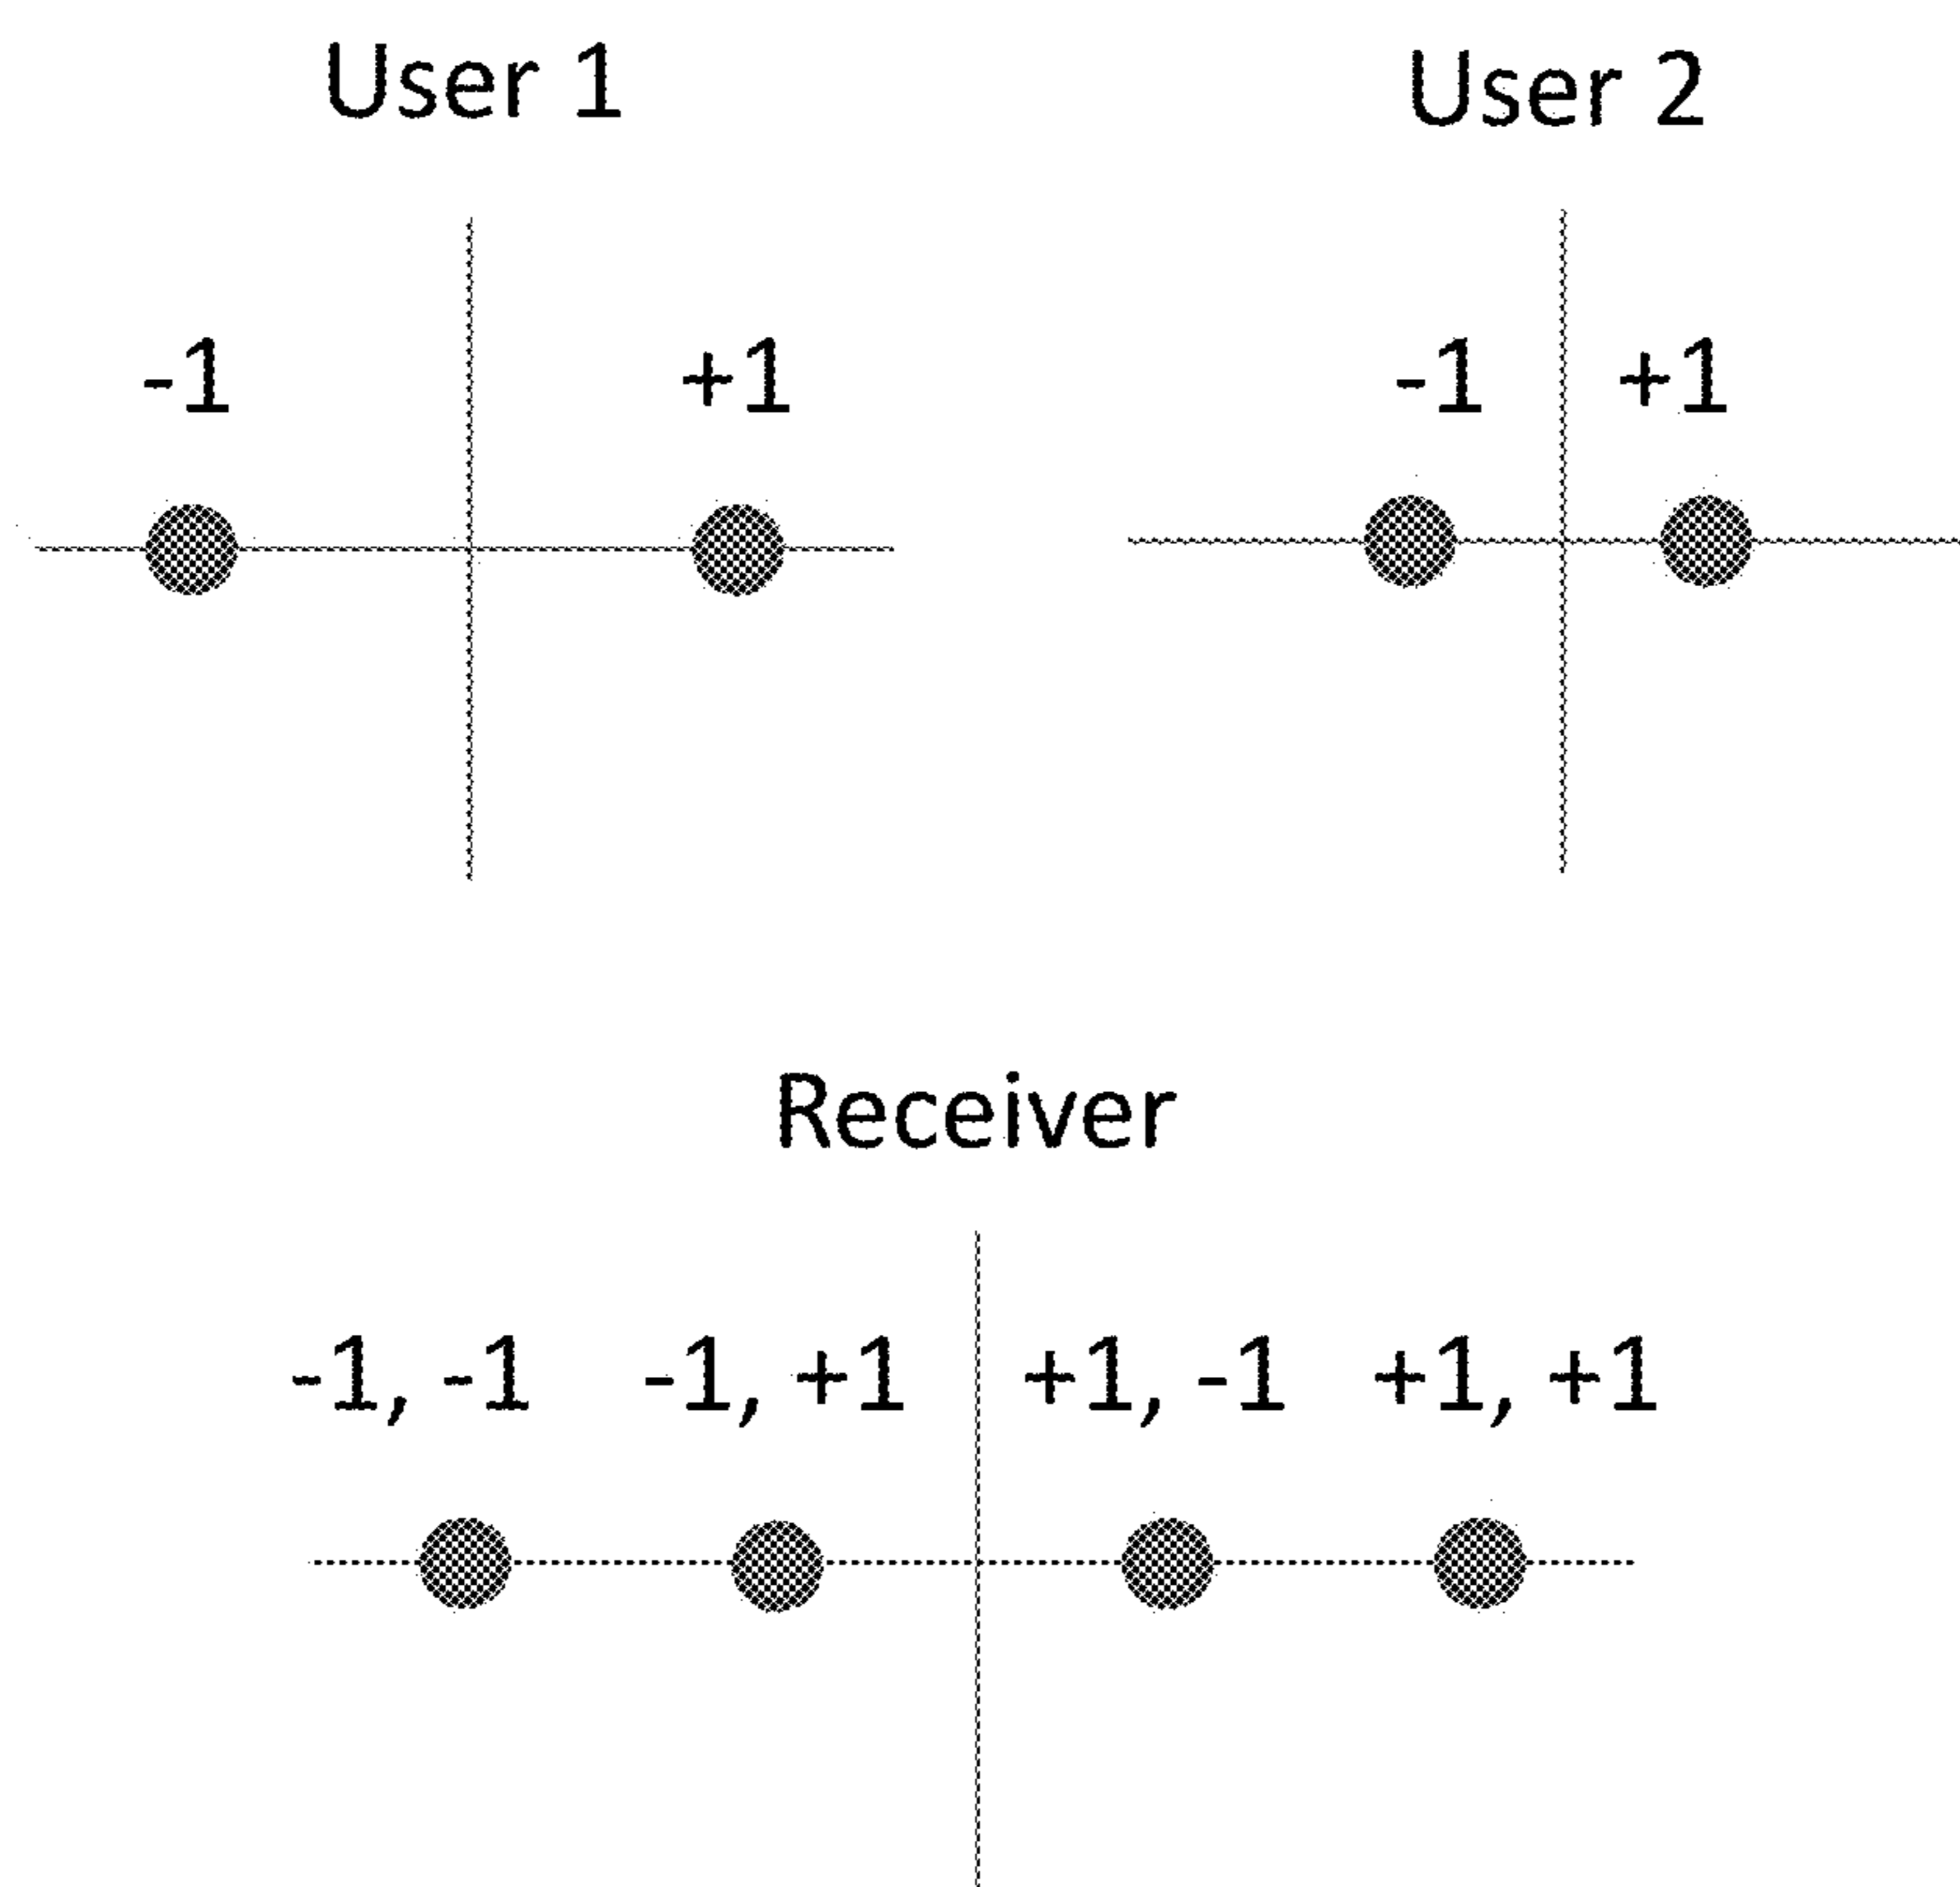 User 1 User 2
-1 +1 -1 +1
Receiver
-1, -1 -1, +1 +1, -1 +1, +1